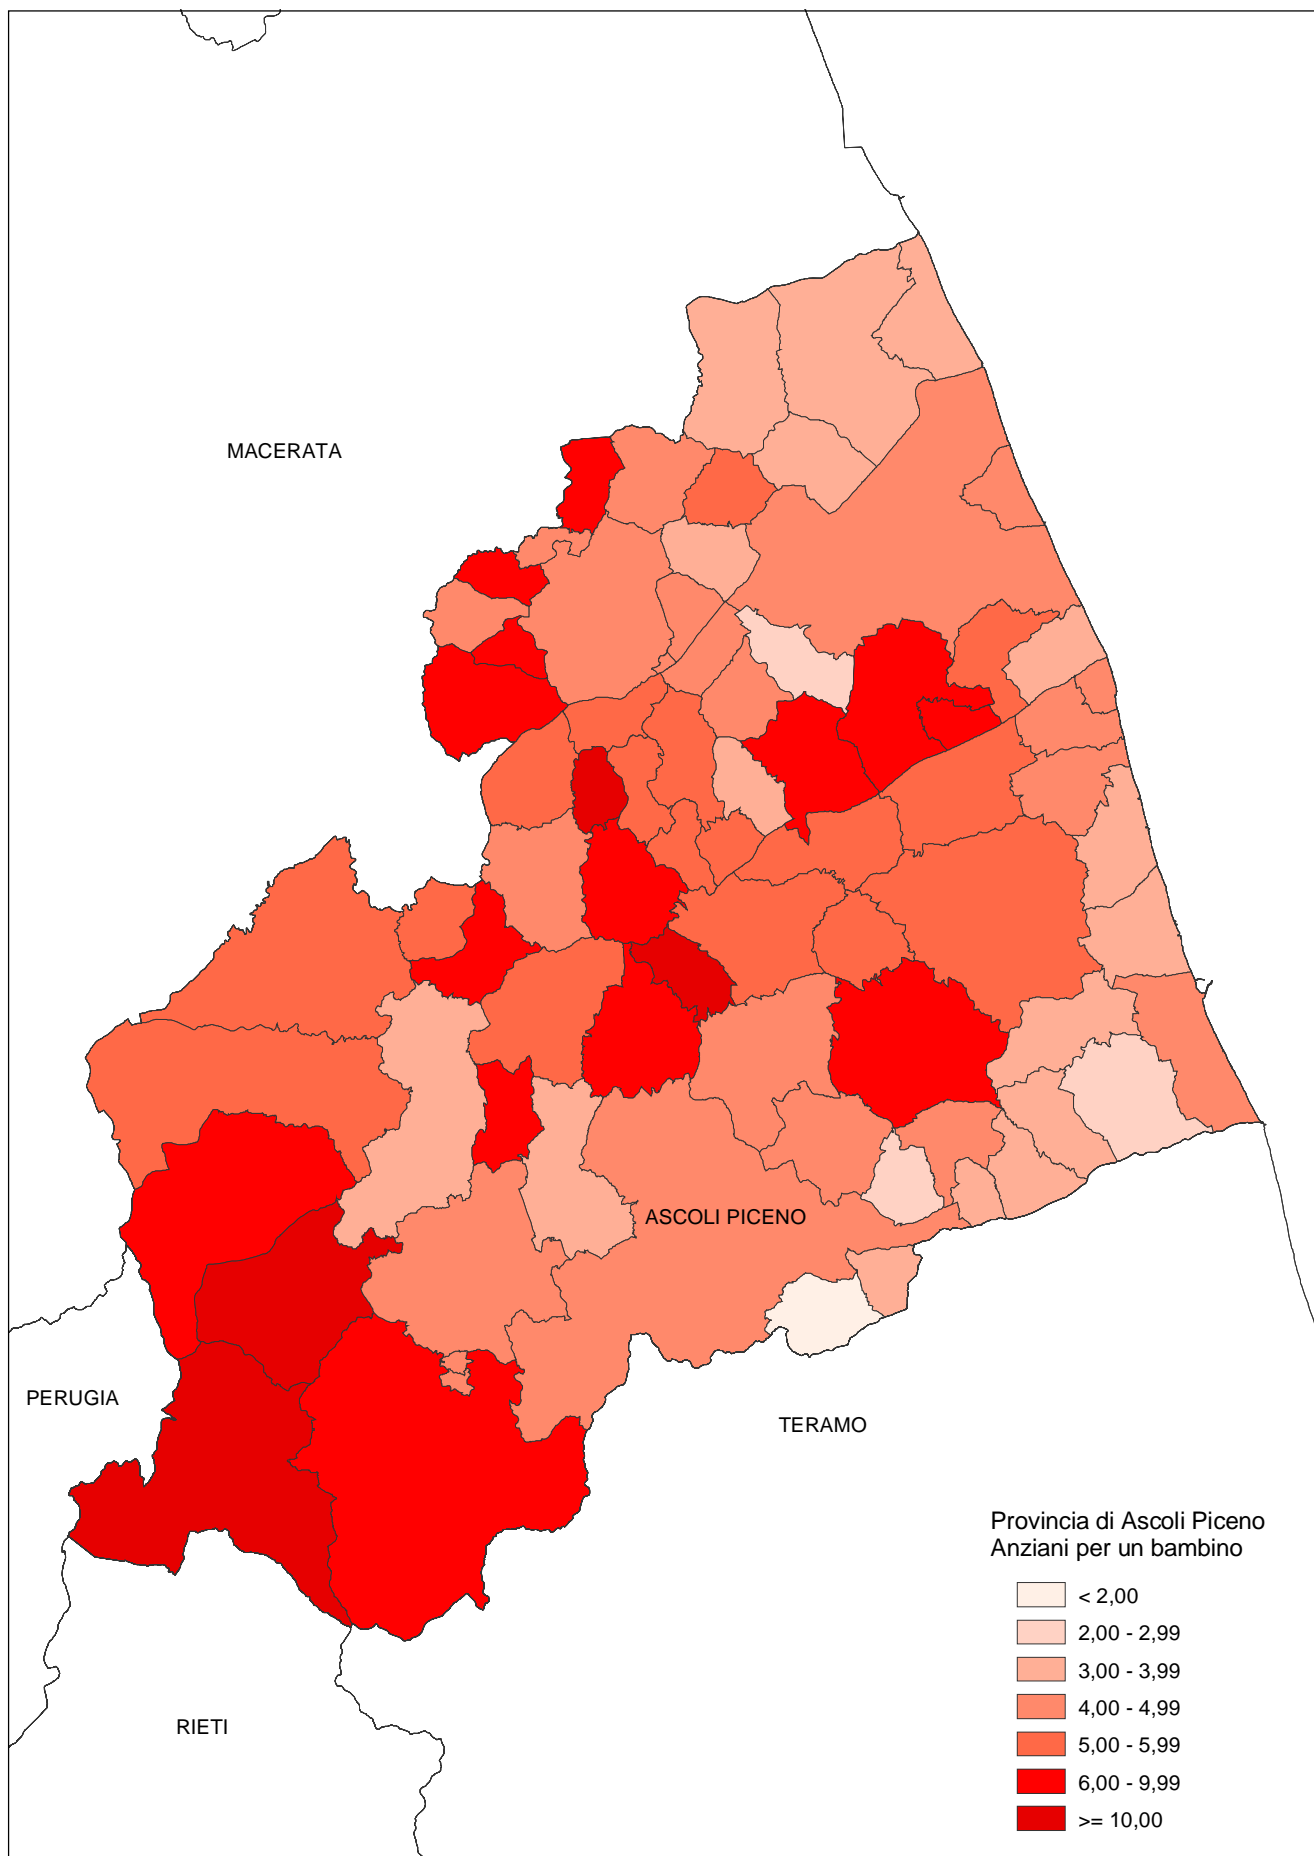 MACERATA
ASCOLI PICENO
PERUGIA
TERAMO
RIETI
Provincia di Ascoli Piceno
Anziani per un bambino
< 2,00
2,00 - 2,99
3,00 - 3,99
4,00 - 4,99
5,00 - 5,99
6,00 - 9,99
>= 10,00